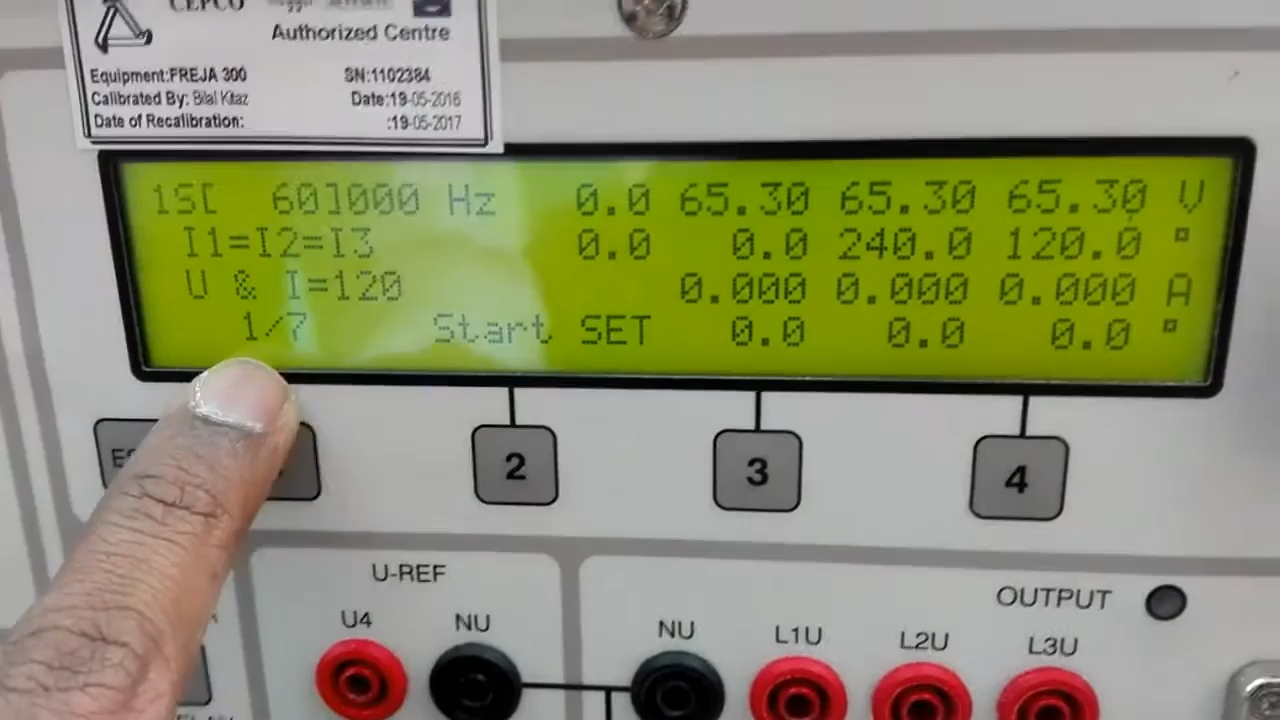 CEPCO
Authorized Centre
Equipment:FREJA 300 SN:1102384
Calibrated By: Bilal Kitaz Date:19-05-2016
Date of Recalibration: :19-05-2017
1S[ 60]000 Hz 0.0 65.30 65.30 65.30 V
I1=I2=I3 0.0 0.0 240.0 120.0 °
U & I=120 0.000 0.000 0.000 A
1/7 Start SET 0.0 0.0 0.0 °
2 3 4
U-REF
OUTPUT
U4 NU NU L1U L2U L3U